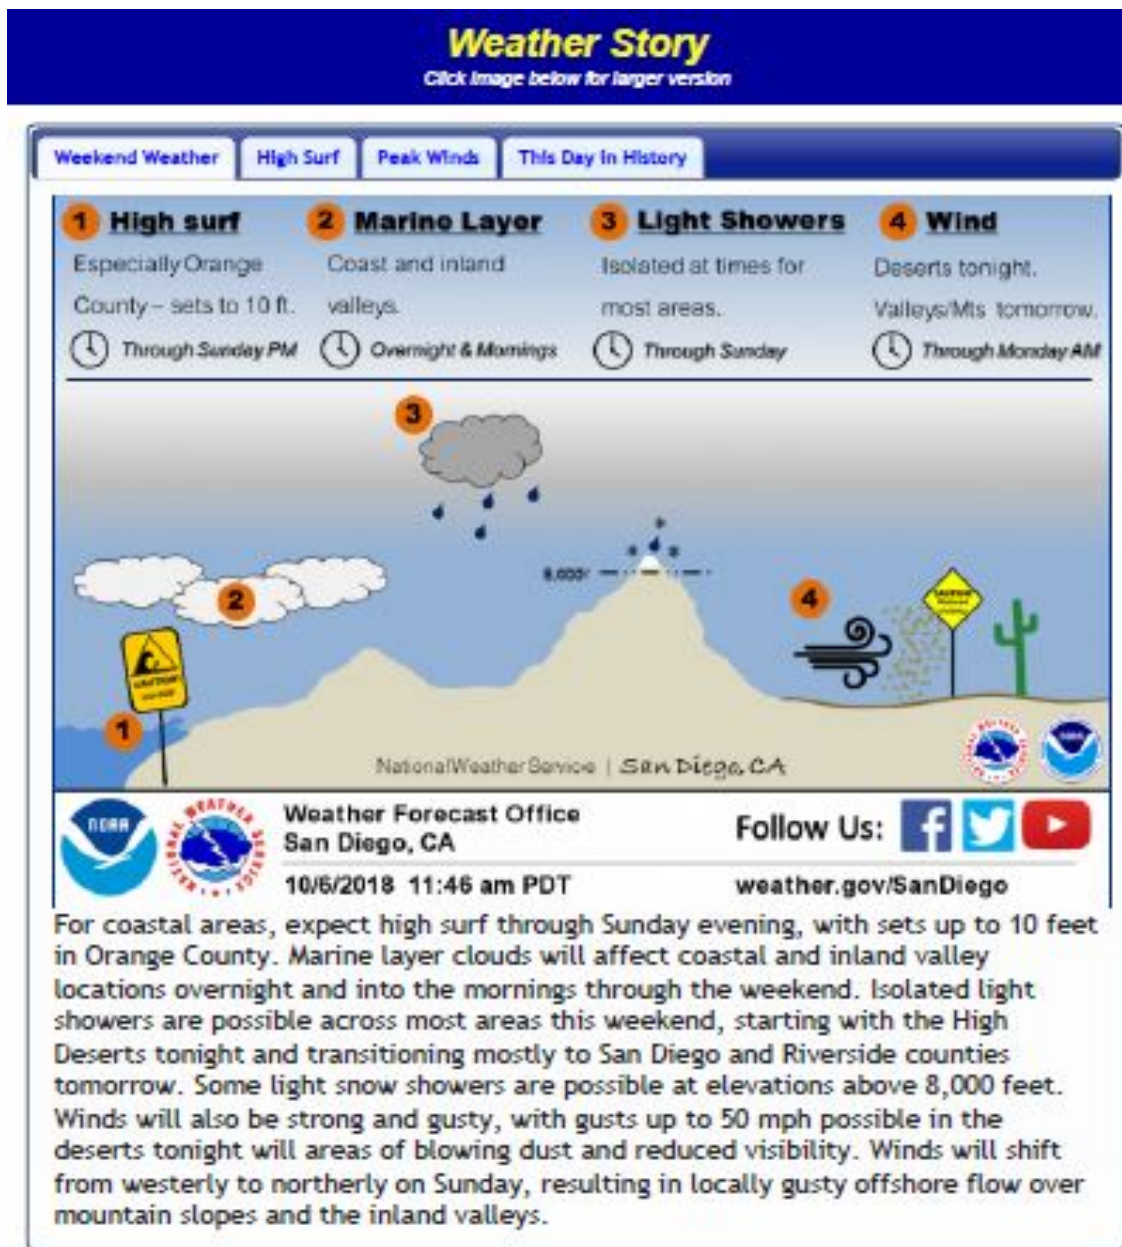 Weather Story
Click image below for larger version
Weekend Weather
High Surf
Peak Winds
This Day in History
1 High surf
Especially Orange
County – sets to 10 ft.
Through Sunday PM
2 Marine Layer
Coast and inland
valleys.
Overnight & Mornings
3 Light Showers
Isolated at times for
most areas.
Through Sunday
4 Wind
Deserts tonight.
Valleys/Mts tomorrow.
Through Monday AM
3
8,000'
2
4
CAUTION
1
National Weather Service | San Diego, CA
NOAA
NATIONAL WEATHER SERVICE
Weather Forecast Office
San Diego, CA
10/6/2018 11:46 am PDT
Follow Us:
weather.gov/SanDiego
For coastal areas, expect high surf through Sunday evening, with sets up to 10 feet
in Orange County. Marine layer clouds will affect coastal and inland valley
locations overnight and into the mornings through the weekend. Isolated light
showers are possible across most areas this weekend, starting with the High
Deserts tonight and transitioning mostly to San Diego and Riverside counties
tomorrow. Some light snow showers are possible at elevations above 8,000 feet.
Winds will also be strong and gusty, with gusts up to 50 mph possible in the
deserts tonight will areas of blowing dust and reduced visibility. Winds will shift
from westerly to northerly on Sunday, resulting in locally gusty offshore flow over
mountain slopes and the inland valleys.